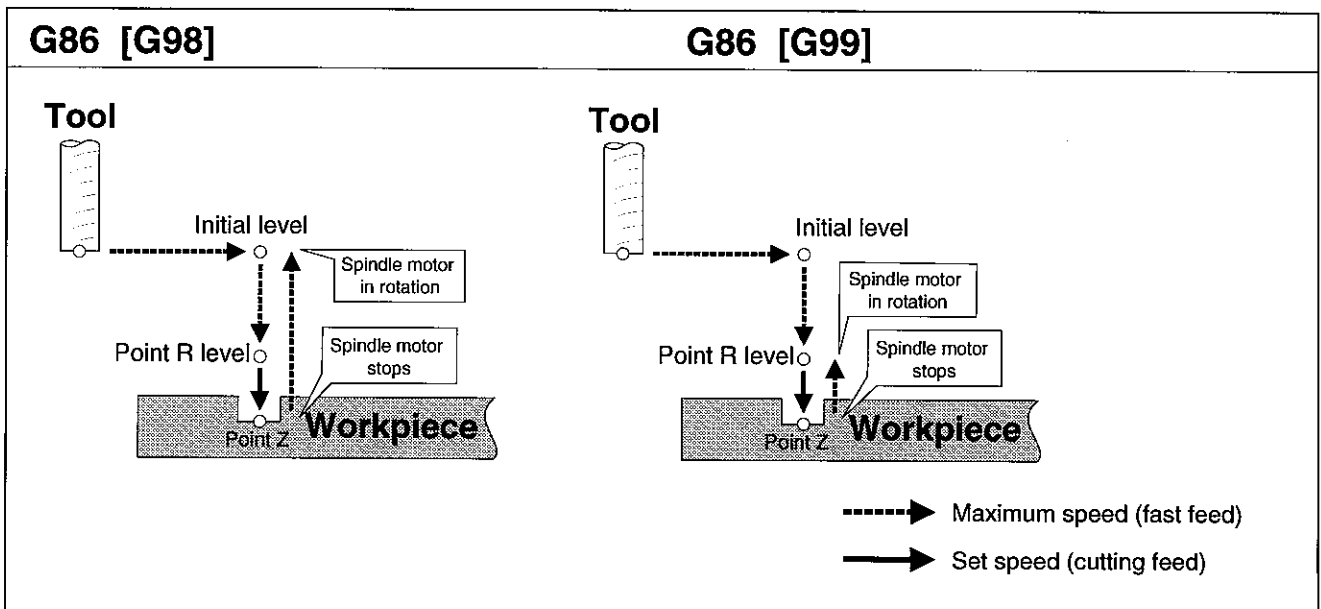 G86 [G98]
G86 [G99]
Tool
Initial level
Spindle motor
in rotation
Point R level
Spindle motor
stops
Point Z
Workpiece
Tool
Initial level
Spindle motor
in rotation
Point R level
Spindle motor
stops
Point Z
Workpiece
Maximum speed (fast feed)
Set speed (cutting feed)